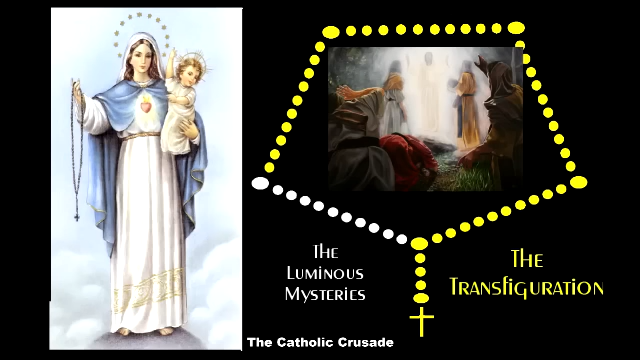 The
Luminous
Mysteries
The
Transfiguration
The Catholic Crusade